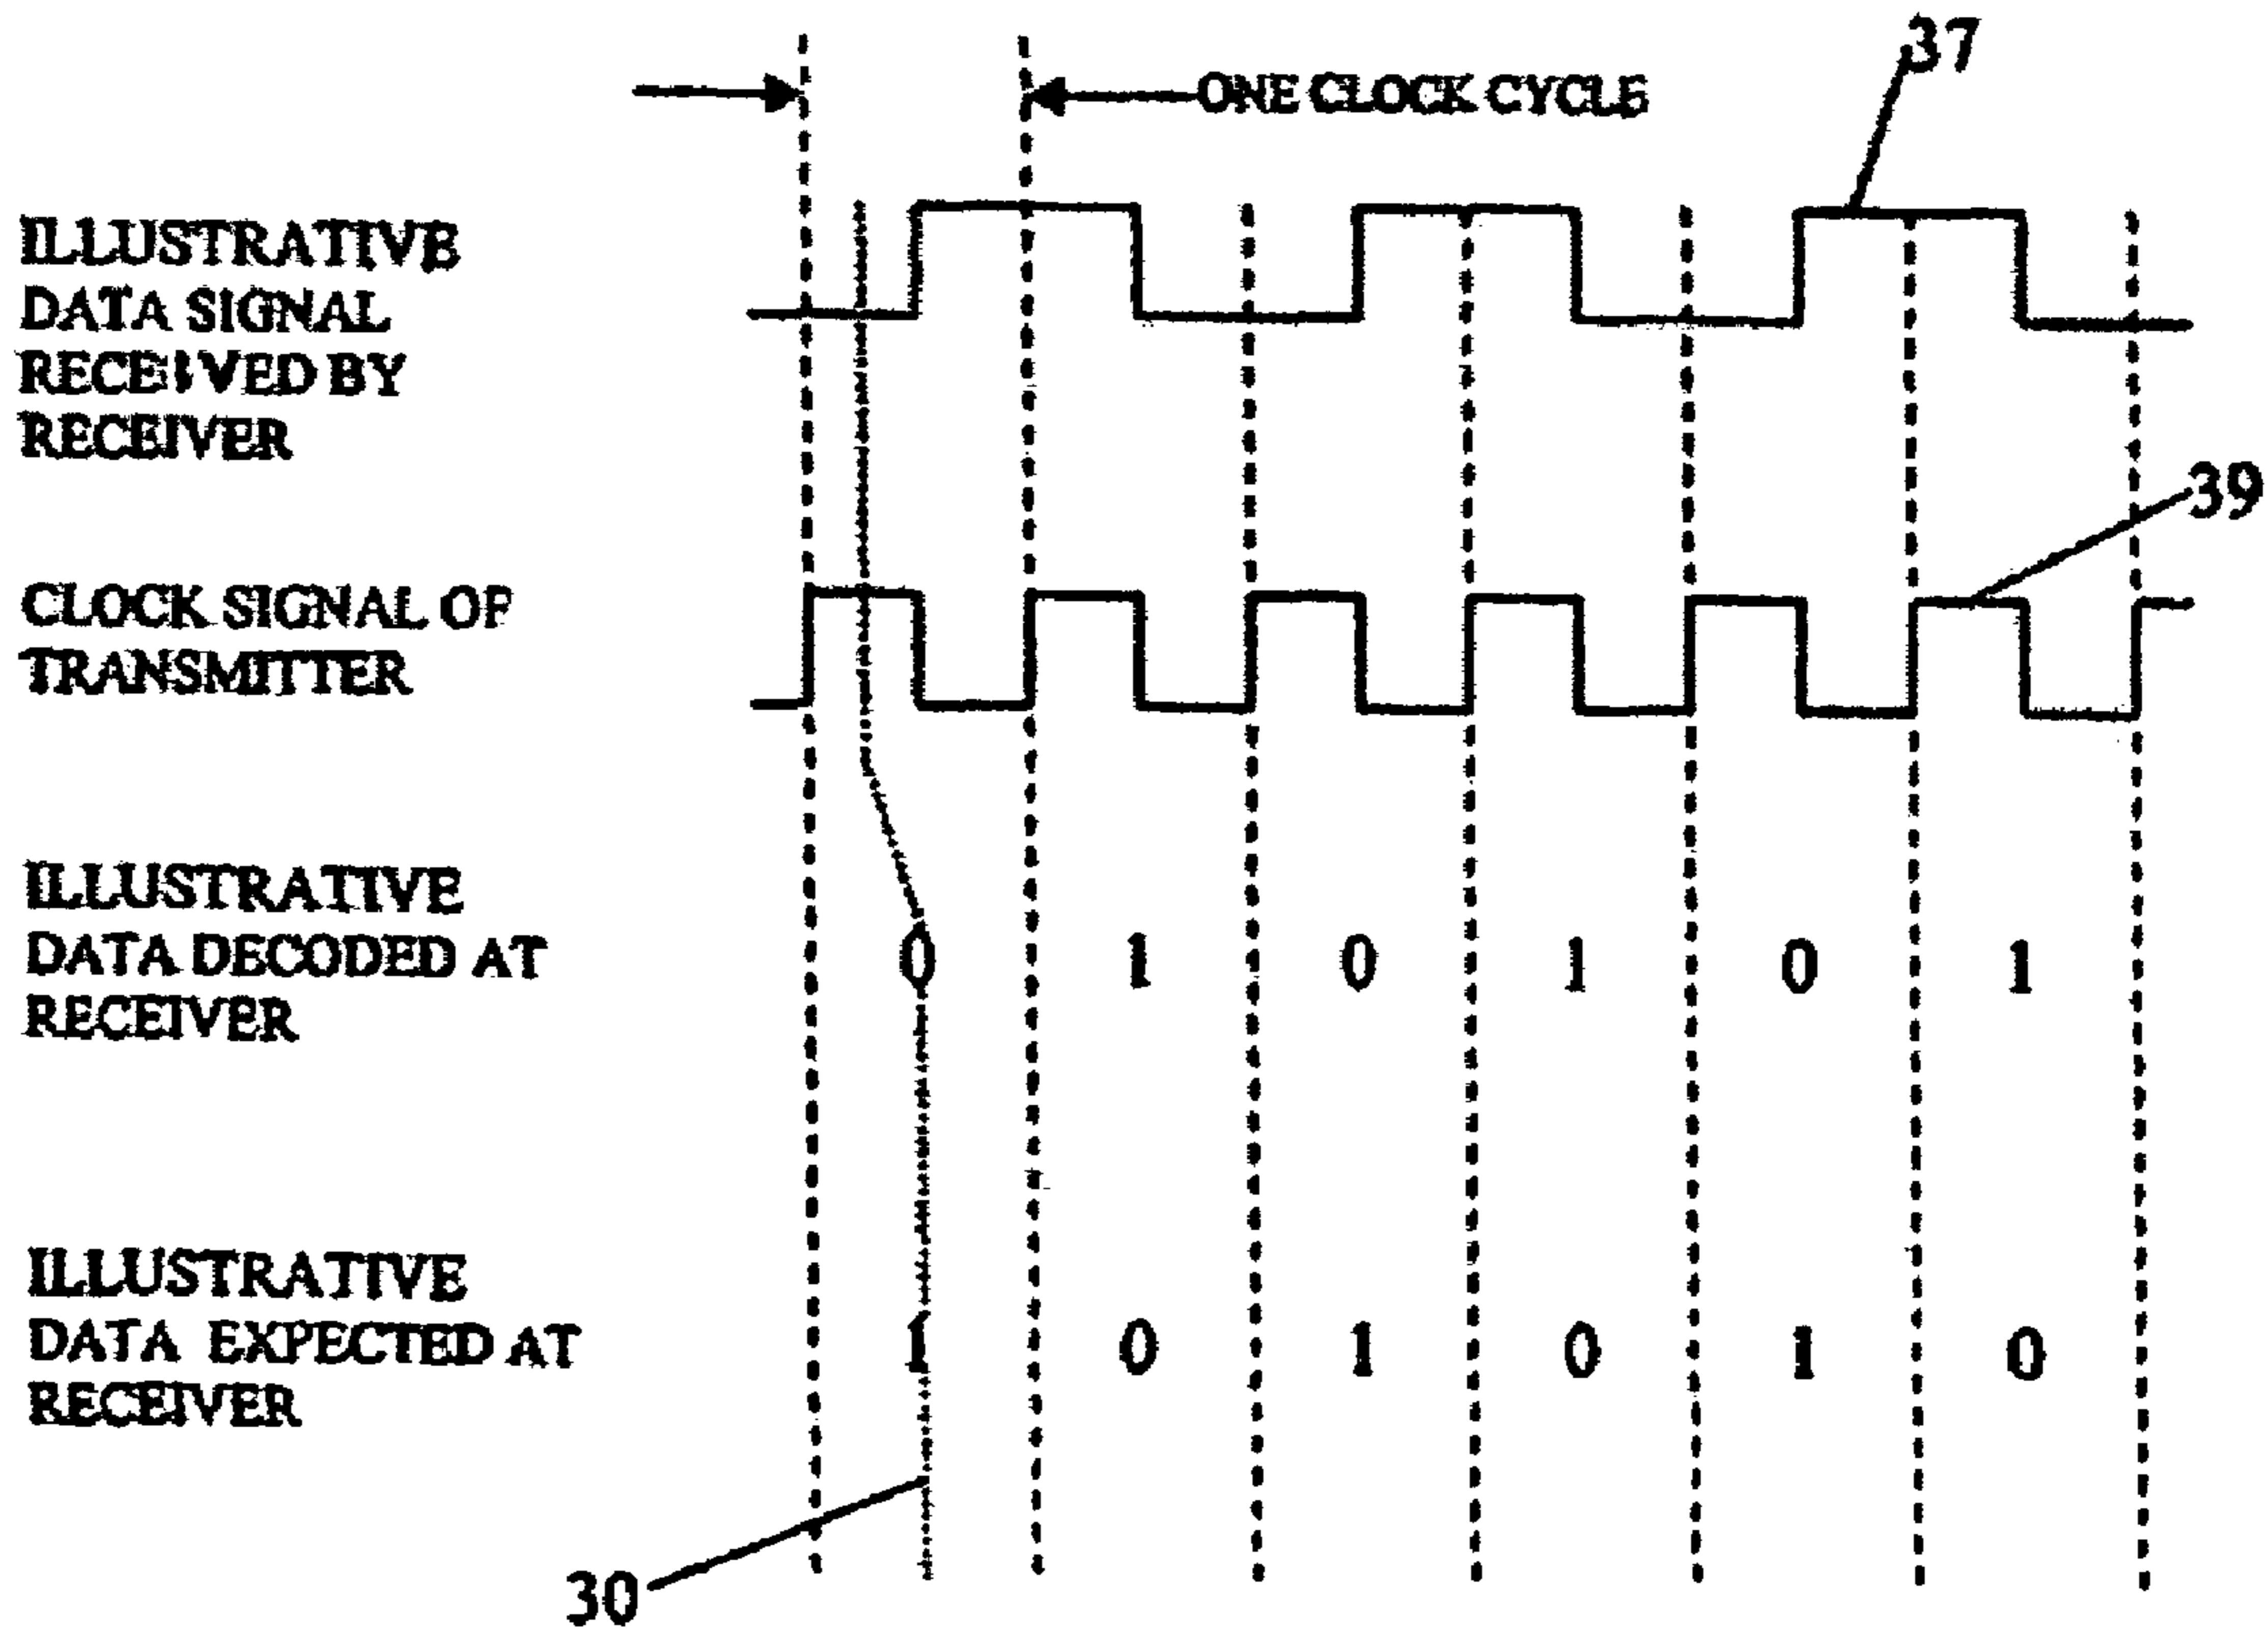 37
ONE CLOCK CYCLE
ILLUSTRATIVE
DATA SIGNAL
RECEIVED BY
RECEIVER
39
CLOCK SIGNAL OF
TRANSMITTER
ILLUSTRATIVE
DATA DECODED AT
RECEIVER
0 1 0 1 0 1
ILLUSTRATIVE
DATA EXPECTED AT
RECEIVER
1 0 1 0 1 0
30